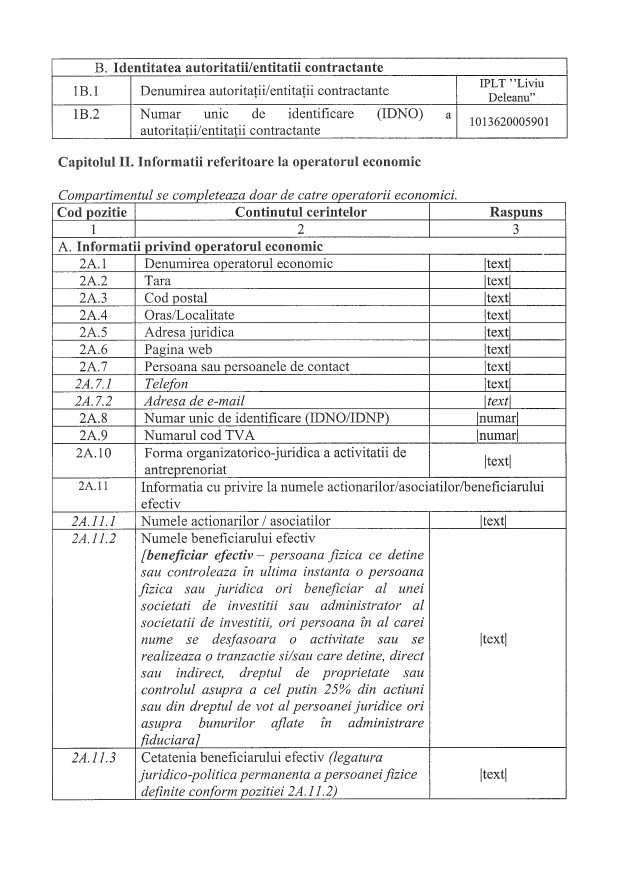 B. Identitatea autoritatii/entitatii contractante
1B.1 Denumirea autoritații/entitații contractante IPLT ’’Liviu
Deleanu”
1B.2 Numar unic de identificare (IDNO) a
autoritații/entitații contractante 1013620005901
Capitolul II. Informatii referitoare la operatorul economic
Compartimentul se completeaza doar de catre operatorii economici.
Cod pozitie Continutul cerintelor Raspuns
1 2 3
A. Informatii privind operatorul economic
2A.1 Denumirea operatorul economic |text|
2A.2 Tara |text|
2A.3 Cod postal |text|
2A.4 Oras/Localitate |text|
2A.5 Adresa juridica |text|
2A.6 Pagina web |text|
2A.7 Persoana sau persoanele de contact |text|
2A.7.1 Telefon |text|
2A.7.2 Adresa de e-mail |text|
2A.8 Numar unic de identificare (IDNO/IDNP) |numar|
2A.9 Numarul cod TVA |numar|
2A.10 Forma organizatorico-juridica a activitatii de
antreprenoriat |text|
2A.11 Informatia cu privire la numele actionarilor/asociatilor/beneficiarului
efectiv
2A.11.1 Numele actionarilor / asociatilor |text|
2A.11.2 Numele beneficiarului efectiv
[beneficiar efectiv – persoana fizica ce detine
sau controleaza în ultima instanta o persoana
fizica sau juridica ori beneficiar al unei
societati de investitii sau administrator al
societatii de investitii, ori persoana în al carei
nume se desfasoara o activitate sau se
realizeaza o tranzactie si/sau care detine, direct
sau indirect, dreptul de proprietate sau
controlul asupra a cel putin 25% din actiuni
sau din dreptul de vot al persoanei juridice ori
asupra bunurilor aflate în administrare
fiduciara] |text|
2A.11.3 Cetatenia beneficiarului efectiv (legatura
juridico-politica permanenta a persoanei fizice
definite conform pozitiei 2A.11.2) |text|